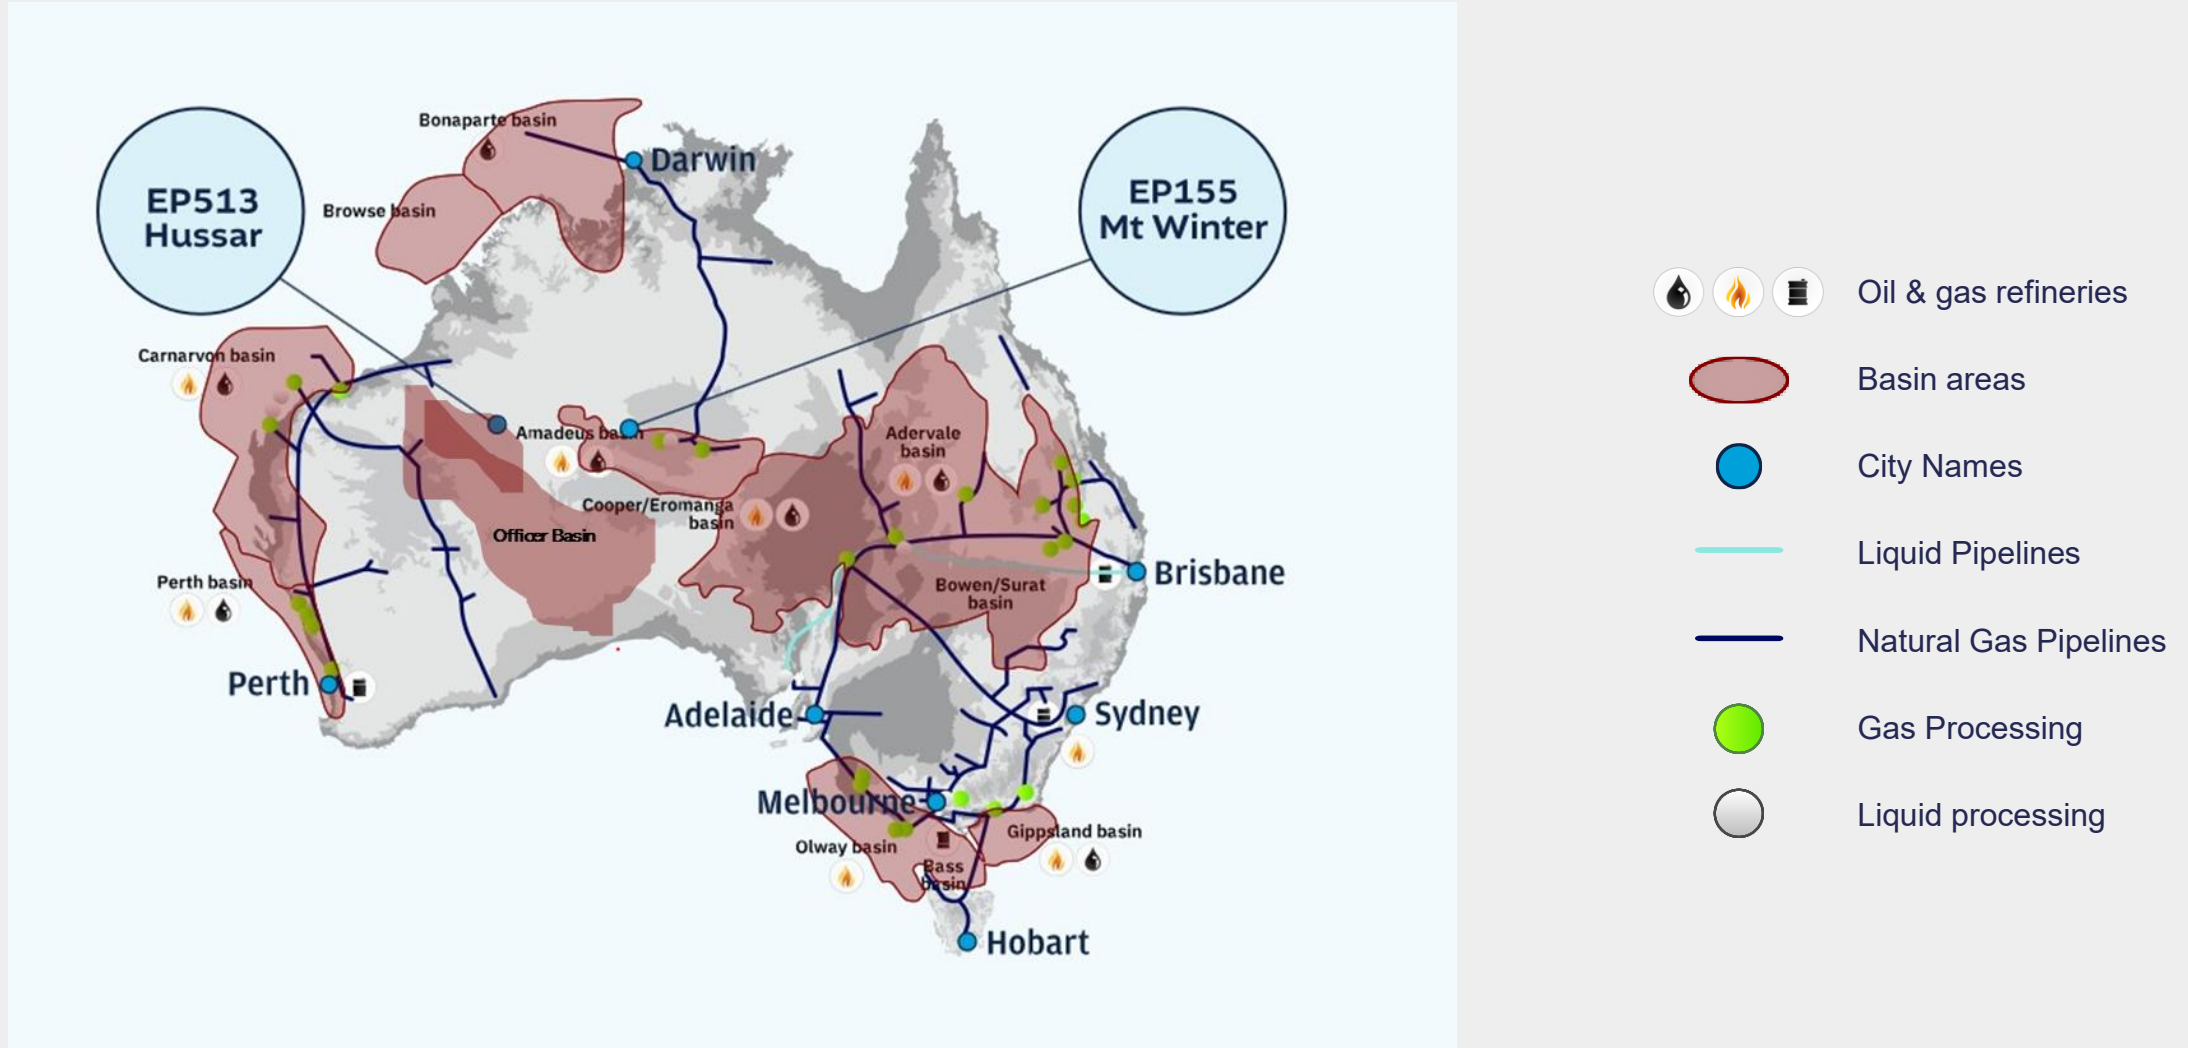 Bonaparte basin
Darwin
EP513
Hussar
EP155
Mt Winter
Browse basin
Carnarvon basin
Amadeus basin
Adervale
basin
Cooper/Eromanga
basin
Officer Basin
Perth basin
Bowen/Surat
basin
Brisbane
Perth
Adelaide
Sydney
Melbourne
Olway basin
Gippsland basin
Bass
basin
Hobart
Oil & gas refineries
Basin areas
City Names
Liquid Pipelines
Natural Gas Pipelines
Gas Processing
Liquid processing